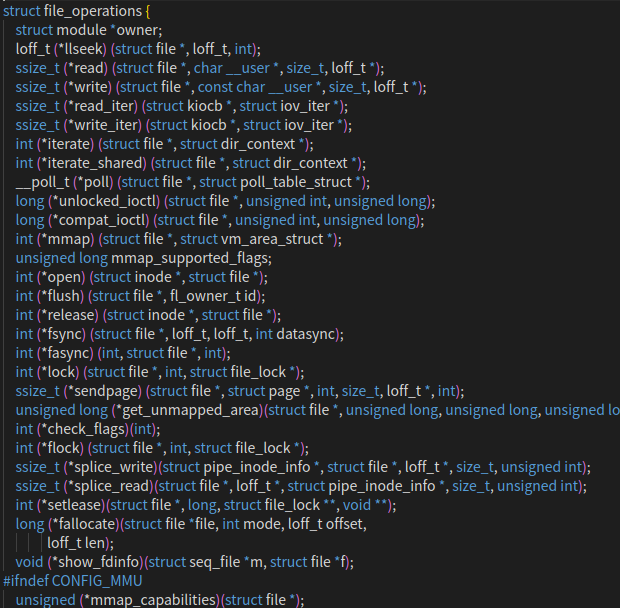 struct file_operations {
struct module *owner;
loff_t (*llseek) (struct file *, loff_t, int);
ssize_t (*read) (struct file *, char __user *, size_t, loff_t *);
ssize_t (*write) (struct file *, const char __user *, size_t, loff_t *);
ssize_t (*read_iter) (struct kiocb *, struct iov_iter *);
ssize_t (*write_iter) (struct kiocb *, struct iov_iter *);
int (*iterate) (struct file *, struct dir_context *);
int (*iterate_shared) (struct file *, struct dir_context *);
__poll_t (*poll) (struct file *, struct poll_table_struct *);
long (*unlocked_ioctl) (struct file *, unsigned int, unsigned long);
long (*compat_ioctl) (struct file *, unsigned int, unsigned long);
int (*mmap) (struct file *, struct vm_area_struct *);
unsigned long mmap_supported_flags;
int (*open) (struct inode *, struct file *);
int (*flush) (struct file *, fl_owner_t id);
int (*release) (struct inode *, struct file *);
int (*fsync) (struct file *, loff_t, loff_t, int datasync);
int (*fasync) (int, struct file *, int);
int (*lock) (struct file *, int, struct file_lock *);
ssize_t (*sendpage) (struct file *, struct page *, int, size_t, loff_t *, int);
unsigned long (*get_unmapped_area)(struct file *, unsigned long, unsigned long, unsigned lo
int (*check_flags)(int);
int (*flock) (struct file *, int, struct file_lock *);
ssize_t (*splice_write)(struct pipe_inode_info *, struct file *, loff_t *, size_t, unsigned int);
ssize_t (*splice_read)(struct file *, loff_t *, struct pipe_inode_info *, size_t, unsigned int);
int (*setlease)(struct file *, long, struct file_lock **, void **);
long (*fallocate)(struct file *file, int mode, loff_t offset,
loff_t len);
void (*show_fdinfo)(struct seq_file *m, struct file *f);
#ifndef CONFIG_MMU
unsigned (*mmap_capabilities)(struct file *);